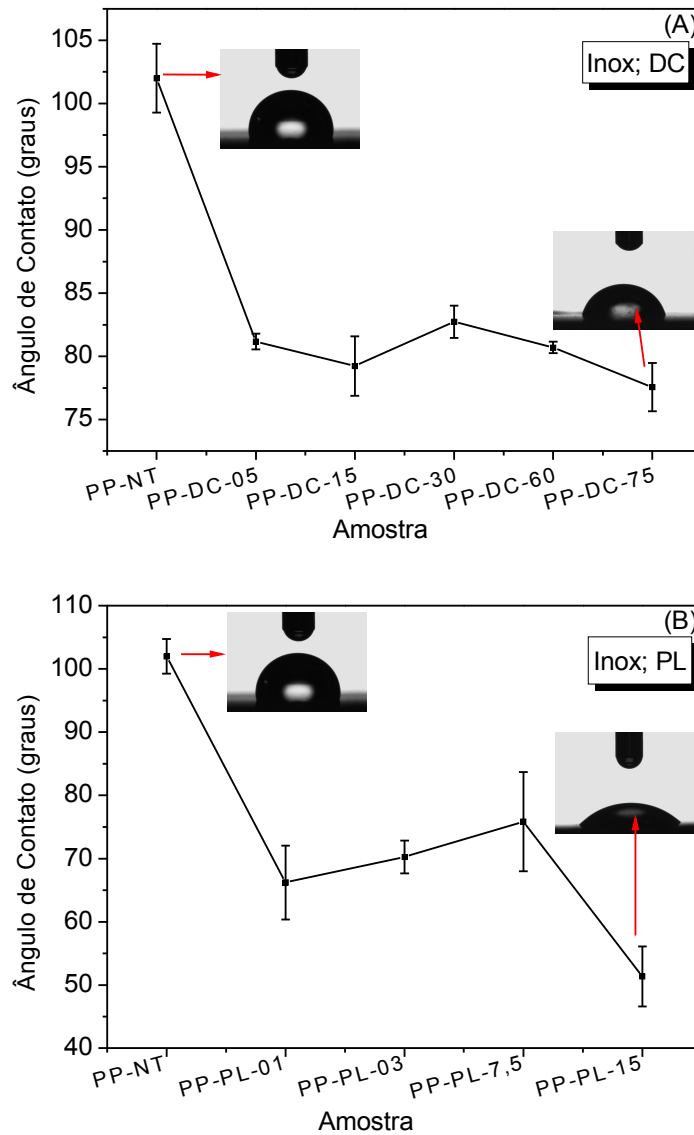 (A)
Inox; DC
Ângulo de Contato (graus)
105
100
95
90
85
80
75
PP-NT
PP-DC-05
PP-DC-15
PP-DC-30
PP-DC-60
PP-DC-75
Amostra
(B)
Inox; PL
Ângulo de Contato (graus)
110
100
90
80
70
60
50
40
PP-NT
PP-PL-01
PP-PL-03
PP-PL-7,5
PP-PL-15
Amostra